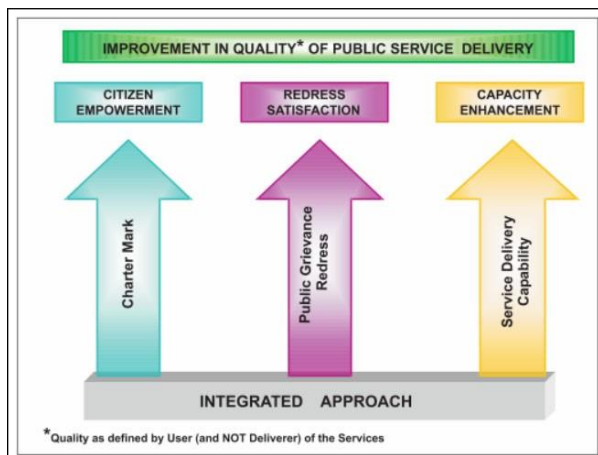 IMPROVEMENT IN QUALITY* OF PUBLIC SERVICE DELIVERY
CITIZEN
EMPOWERMENT
REDRESS
SATISFACTION
CAPACITY
ENHANCEMENT
Charter Mark
Public Grievance
Redress
Service Delivery
Capability
INTEGRATED APPROACH
*Quality as defined by User (and NOT Deliverer) of the Services